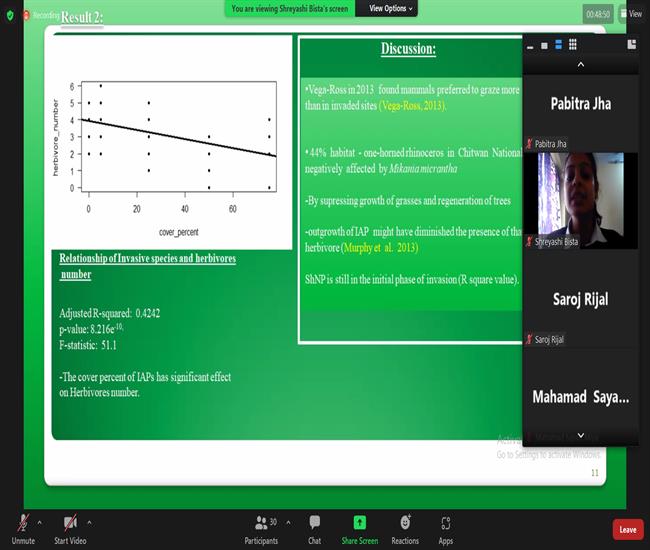 You are viewing Shreyashi Bista's screen
View Options
Recording
00:48:50
View
Result 2:
herbivore_number
6
5
4
3
2
1
0
0
20
40
60
cover_percent
Relationship of Invasive species and herbivores
number
Adjusted R-squared: 0.4242
p-value: 8.216e-10,
F-statistic: 51.1
-The cover percent of IAPs has significant effect
on Herbivores number.
Discussion:
•Vega-Ross in 2013 found mammals preferred to graze more
than in invaded sites (Vega-Ross, 2013).
• 44% habitat - one-horned rhinoceros in Chitwan National
negatively affected by Mikania micrantha
-By supressing growth of grasses and regeneration of trees
-outgrowth of IAP might have diminished the presence of tha
herbivore (Murphy et al. 2013)
ShNP is still in the initial phase of invasion (R square value).
Pabitra Jha
Pabitra Jha
Shreyashi Bista
Saroj Rijal
Saroj Rijal
Mahamad Saya...
Go to Settings to activate Windows.
11
Unmute
Start Video
30
Participants
Chat
Share Screen
Reactions
Apps
Leave